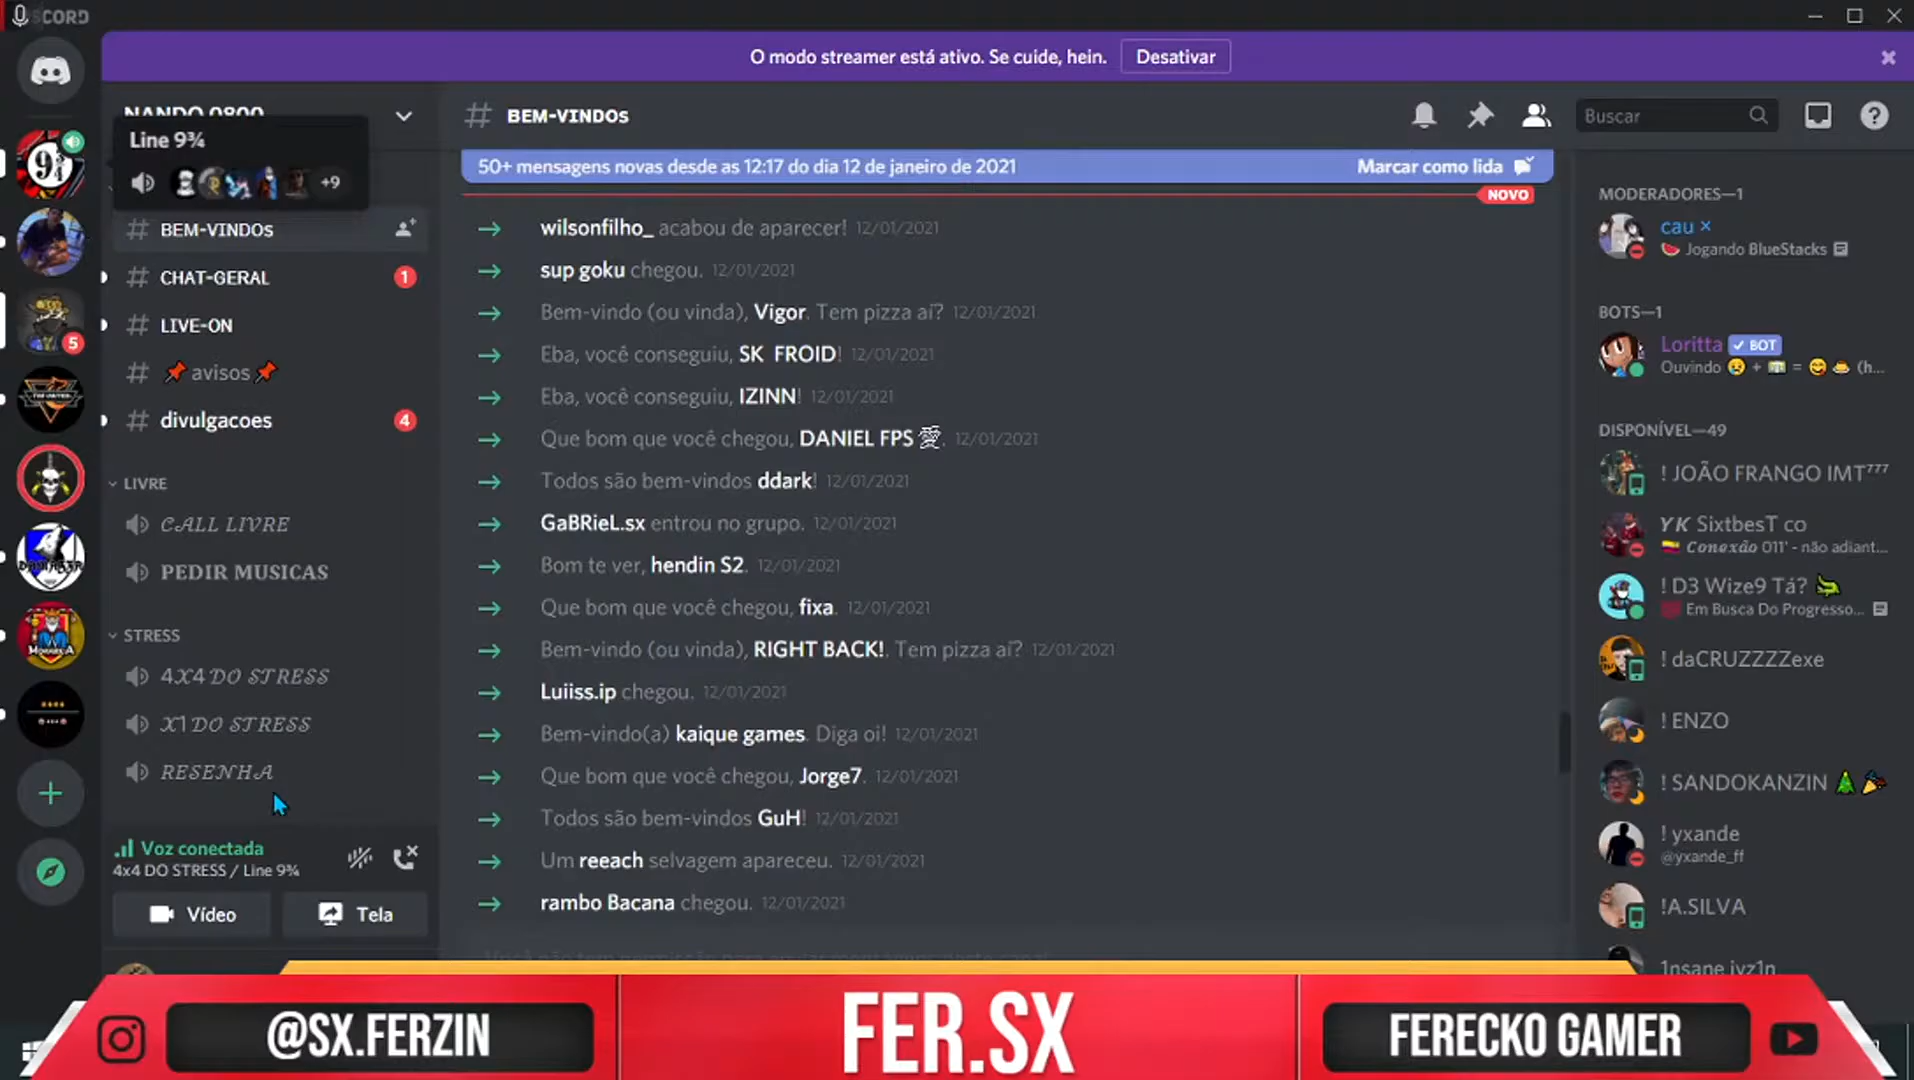 CORD
O modo streamer está ativo. Se cuide, hein.
Desativar
NANDO 0800
Line 9¾
+9
BEM-VINDOs
CHAT-GERAL
1
LIVE-ON
📌 avisos 📌
divulgacoes
4
5
LIVRE
CALL LIVRE
PEDIR MUSICAS
STRESS
4X4 DO STRESS
X1 DO STRESS
RESENHA
Voz conectada
4x4 DO STRESS / Line 9¾
Vídeo
Tela
BEM-VINDOs
Buscar
50+ mensagens novas desde as 12:17 do dia 12 de janeiro de 2021
Marcar como lida
NOVO
wilsonfilho_ acabou de aparecer! 12/01/2021
sup goku chegou. 12/01/2021
Bem-vindo (ou vinda), Vigor. Tem pizza aí? 12/01/2021
Eba, você conseguiu, SK FROID! 12/01/2021
Eba, você conseguiu, IZINN! 12/01/2021
Que bom que você chegou, DANIEL FPS 愛. 12/01/2021
Todos são bem-vindos ddark! 12/01/2021
GaBRieL.sx entrou no grupo. 12/01/2021
Bom te ver, hendin S2. 12/01/2021
Que bom que você chegou, fixa. 12/01/2021
Bem-vindo (ou vinda), RIGHT BACK!. Tem pizza aí? 12/01/2021
Luiiss.ip chegou. 12/01/2021
Bem-vindo(a) kaique games. Diga oi! 12/01/2021
Que bom que você chegou, Jorge7. 12/01/2021
Todos são bem-vindos GuH! 12/01/2021
Um reeach selvagem apareceu. 12/01/2021
rambo Bacana chegou. 12/01/2021
MODERADORES—1
cau ×
🍉 Jogando BlueStacks
BOTS—1
Loritta ✓ BOT
Ouvindo 😢 + 💵 = 😋 🍮 (h...
DISPONÍVEL—49
! JOÃO FRANGO IMT⁷⁷⁷
YK SixtbesT co
Conexão 011' - não adiant...
! D3 Wize9 Tá? 🐊
Em Busca Do Progresso...
! daCRUZZZZexe
! ENZO
! SANDOKANZIN 🎄 🎉
! yxande
@yxande_ff
!A.SILVA
1nsane jvz1n
@SX.FERZIN
FER.SX
FERECKO GAMER